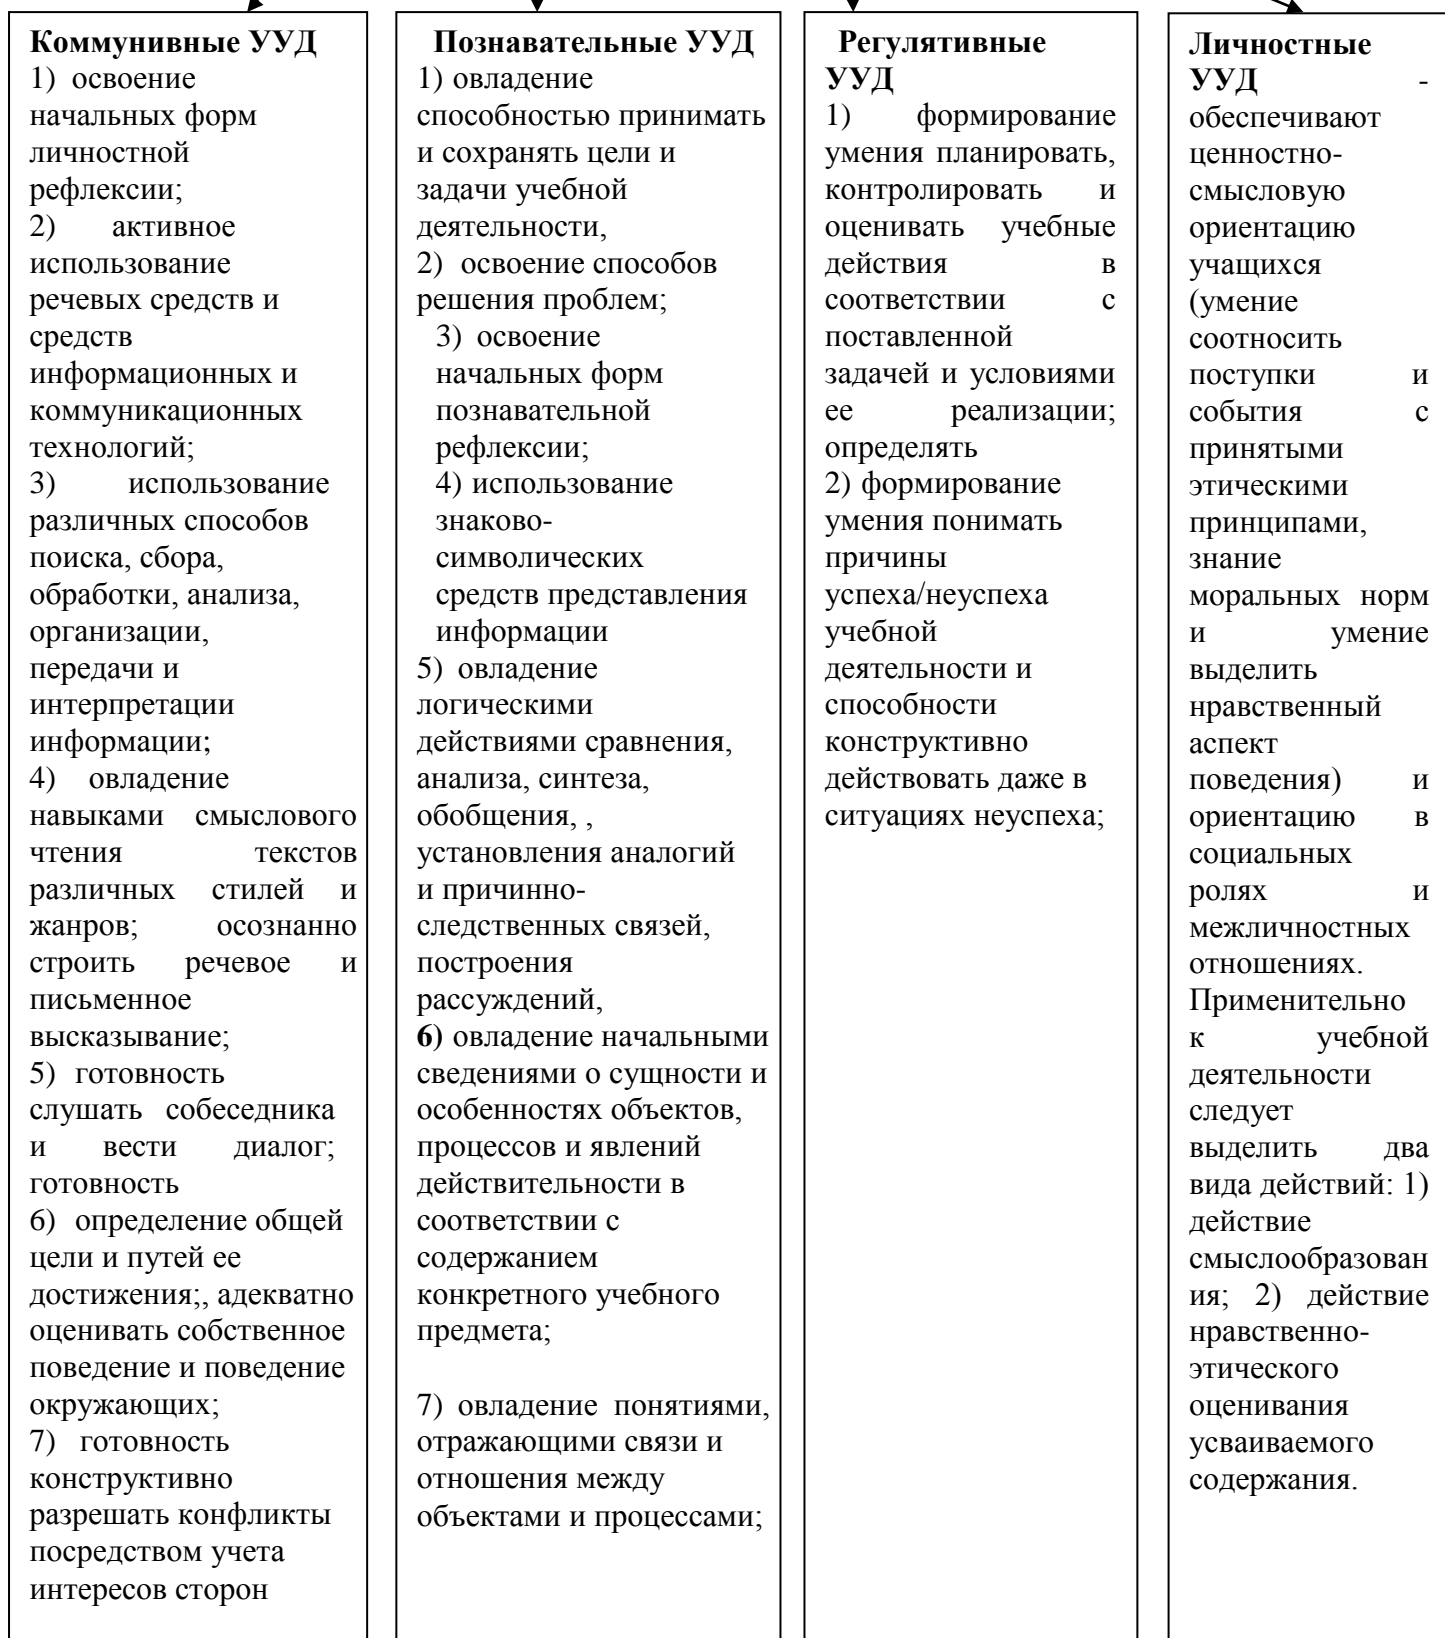 Коммунивные УУД
1) освоение
начальных форм
личностной
рефлексии;
2) активное
использование
речевых средств и
средств
информационных и
коммуникационных
технологий;
3) использование
различных способов
поиска, сбора,
обработки, анализа,
организации,
передачи и
интерпретации
информации;
4) овладение
навыками смыслового
чтения текстов
различных стилей и
жанров; осознанно
строить речевое и
письменное
высказывание;
5) готовность
слушать собеседника
и вести диалог;
готовность
6) определение общей
цели и путей ее
достижения;, адекватно
оценивать собственное
поведение и поведение
окружающих;
7) готовность
конструктивно
разрешать конфликты
посредством учета
интересов сторон
Познавательные УУД
1) овладение
способностью принимать
и сохранять цели и
задачи учебной
деятельности,
2) освоение способов
решения проблем;
3) освоение
начальных форм
познавательной
рефлексии;
4) использование
знаково-
символических
средств представления
информации
5) овладение
логическими
действиями сравнения,
анализа, синтеза,
обобщения, ,
установления аналогий
и причинно-
следственных связей,
построения
рассуждений,
6) овладение начальными
сведениями о сущности и
особенностях объектов,
процессов и явлений
действительности в
соответствии с
содержанием
конкретного учебного
предмета;
7) овладение понятиями,
отражающими связи и
отношения между
объектами и процессами;
Регулятивные
УУД
1) формирование
умения планировать,
контролировать и
оценивать учебные
действия в
соответствии с
поставленной
задачей и условиями
ее реализации;
определять
2) формирование
умения понимать
причины
успеха/неуспеха
учебной
деятельности и
способности
конструктивно
действовать даже в
ситуациях неуспеха;
Личностные
УУД -
обеспечивают
ценностно-
смысловую
ориентацию
учащихся
(умение
соотносить
поступки и
события с
принятыми
этическими
принципами,
знание
моральных норм
и умение
выделить
нравственный
аспект
поведения) и
ориентацию в
социальных
ролях и
межличностных
отношениях.
Применительно
к учебной
деятельности
следует
выделить два
вида действий: 1)
действие
смыслообразован
ия; 2) действие
нравственно-
этического
оценивания
усваиваемого
содержания.